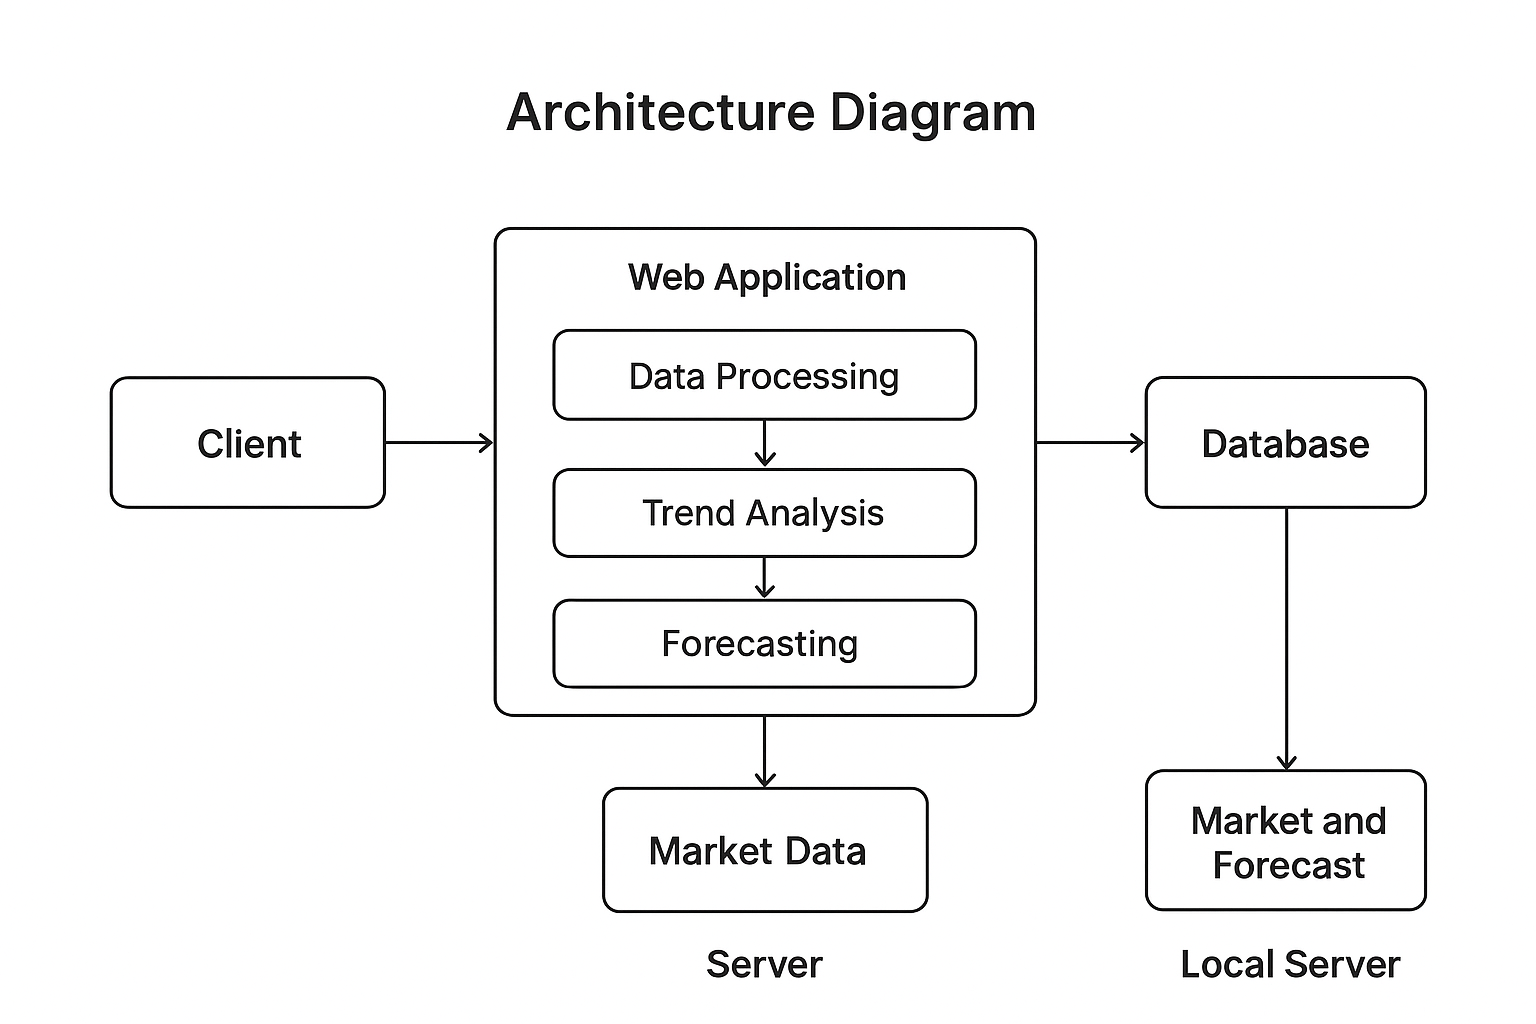 Architecture Diagram
Web Application
Data Processing
Client
Database
Trend Analysis
Forecasting
Market Data
Market and
Forecast
Server
Local Server